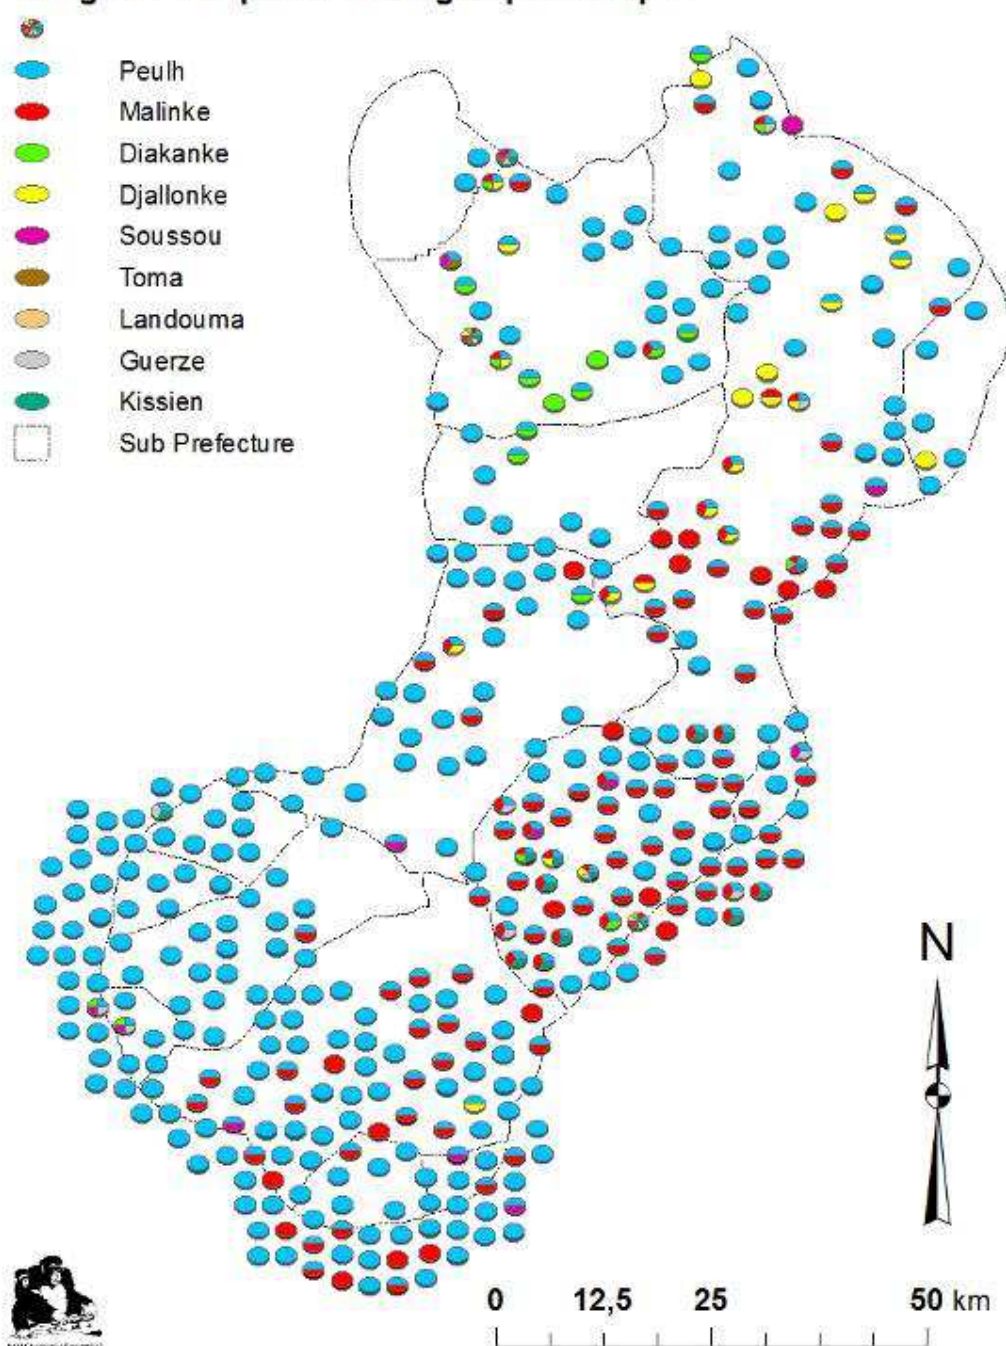 Peulh
Malinke
Diakanke
Djallonke
Soussou
Toma
Landouma
Guerze
Kissien
Sub Prefecture
N
0 12,5 25 50 km